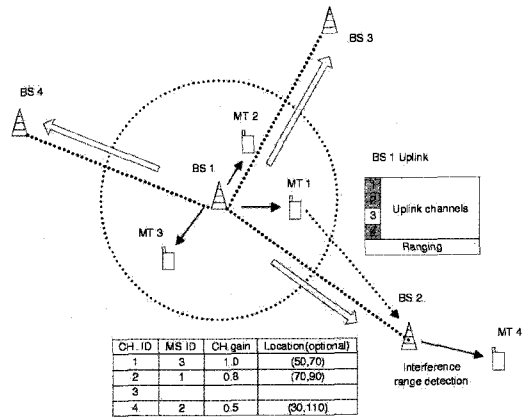 BS 3
BS 4
MT 2
BS 1
BS 1 Uplink
MT 1
3
Uplink channels
MT 3
Ranging
BS 2
MT 4
Interference
range detection
CH. ID MS ID CH.gain Location(optional)
1 3 1.0 (50,70)
2 1 0.8 (70,90)
3
4 2 0.5 (30,110)